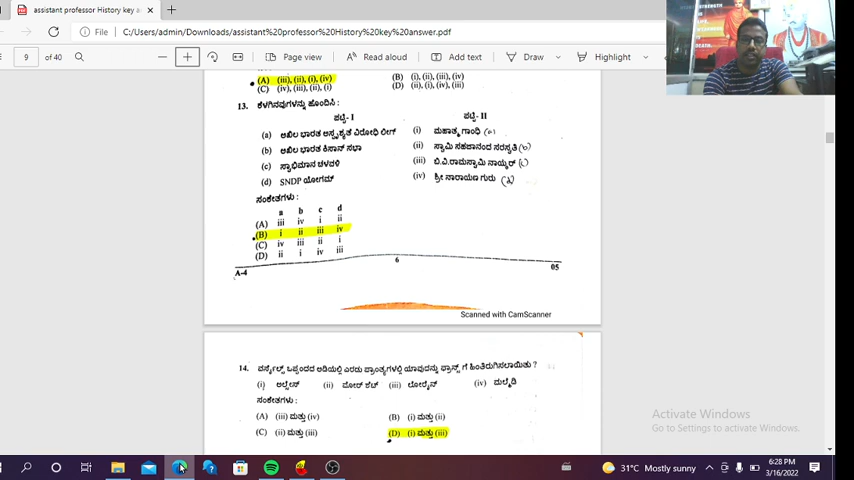 assistant professor History key a
File
C:/Users/admin/Downloads/assistant%20professor%20History%20key%20answer.pdf
9 of 40
Page view
Read aloud
Add text
Draw
Highlight
(A) (iii), (ii), (i), (iv)
(B) (i), (ii), (iii), (iv)
(C) (iv), (iii), (ii), (i)
(D) (ii), (i), (iv), (iii)
13. ಕೆಳಗಿನವುಗಳನ್ನು ಹೊಂದಿಸಿ :
ಪಟ್ಟಿ- I
ಪಟ್ಟಿ- II
(a) ಅಖಿಲ ಭಾರತ ಅಸ್ಪೃಶ್ಯತೆ ವಿರೋಧಿ ಲೀಗ್
(i) ಮಹಾತ್ಮ ಗಾಂಧಿ (a)
(b) ಅಖಿಲ ಭಾರತ ಕಿಸಾನ್ ಸಭಾ
(ii) ಸ್ವಾಮಿ ಸಹಜಾನಂದ ಸರಸ್ವತಿ (b)
(c) ಸ್ವಾಭಿಮಾನ ಚಳವಳಿ
(iii) ಬಿ.ವಿ.ರಾಮಸ್ವಾಮಿ ನಾಯ್ಕರ್ (c)
(d) SNDP ಯೋಗಮ್
(iv) ಶ್ರೀ ನಾರಾಯಣ ಗುರು (d)
ಸಂಕೇತಗಳು :
a b c d
(A) iii iv i ii
(B) i ii iii iv
(C) iv iii ii i
(D) ii i iv iii
A-4 6 05
Scanned with CamScanner
14. ವರ್ಸೈಲ್ಸ್ ಒಪ್ಪಂದದ ಅಡಿಯಲ್ಲಿ ಎರಡು ಪ್ರಾಂತ್ಯಗಳಲ್ಲಿ ಯಾವುದನ್ನು ಫ್ರಾನ್ಸ್ ಗೆ ಹಿಂತಿರುಗಿಸಲಾಯಿತು ?
(i) ಅಲ್ಸೇಸ್ (ii) ಮೋರ್ ಸೆಟ್ (iii) ಲೋರೈನ್ (iv) ಮಲ್ಮೆಡಿ
ಸಂಕೇತಗಳು :
(A) (iii) ಮತ್ತು (iv)
(B) (i) ಮತ್ತು (ii)
(C) (ii) ಮತ್ತು (iii)
(D) (i) ಮತ್ತು (iii)
Activate Windows
Go to Settings to activate Windows.
31°C Mostly sunny
6:28 PM
3/16/2022